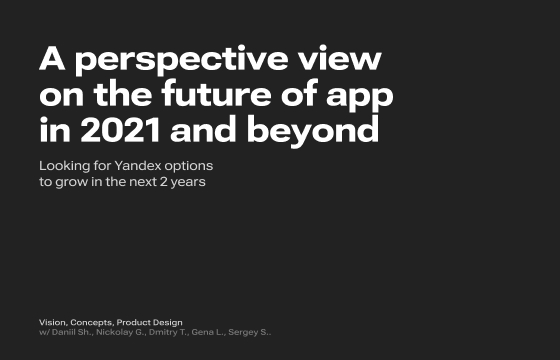 A perspective view
on the future of app
in 2021 and beyond
Looking for Yandex options
to grow in the next 2 years
Vision, Concepts, Product Design
w/ Daniil Sh., Nickolay G., Dmitry T., Gena L., Sergey S..